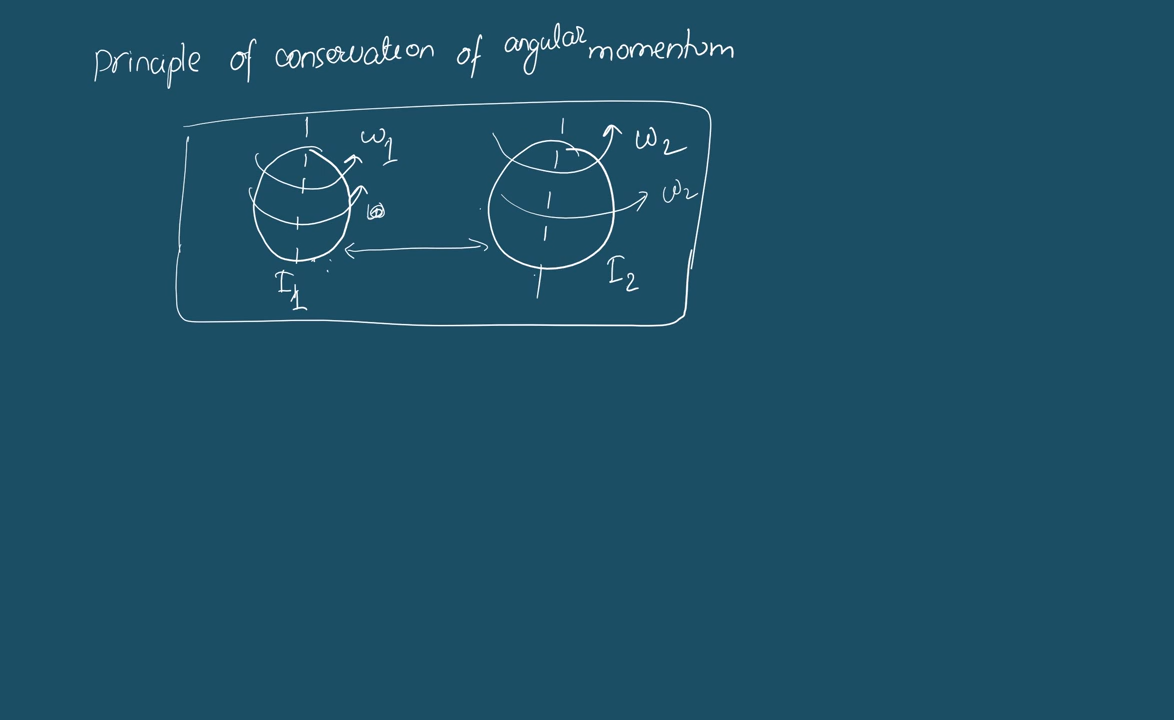 principle of conservation of angular momentum
ω1
ω2
ω2
I1
I2